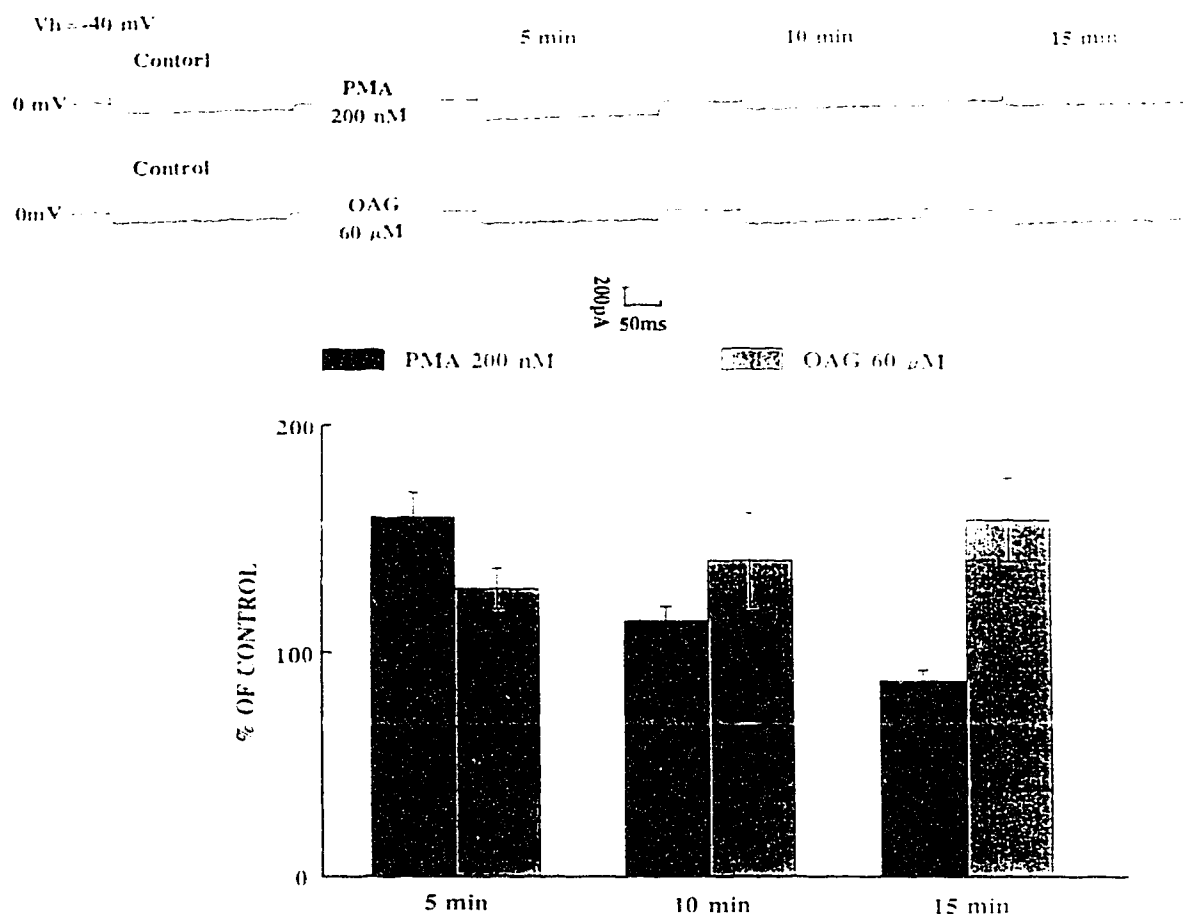 Vh = -40 mV
5 min 10 min 15 min
Contorl
0 mV
PMA
200 nM
Control
0mV
OAG
60 μM
200pA
50ms
PMA 200 nM OAG 60 μM
200
100
0
% OF CONTROL
5 min 10 min 15 min